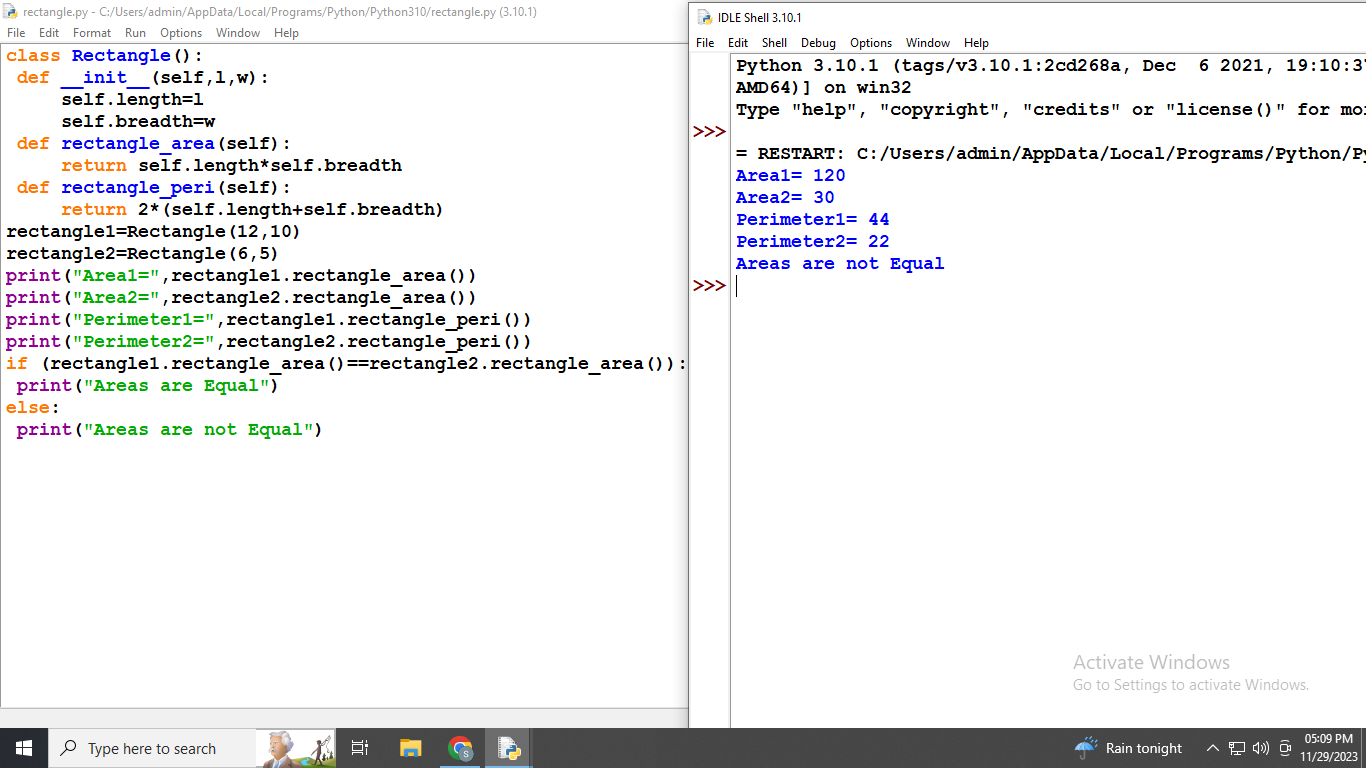 rectangle.py - C:/Users/admin/AppData/Local/Programs/Python/Python310/rectangle.py (3.10.1)
File Edit Format Run Options Window Help
class Rectangle():
 def __init__(self,l,w):
     self.length=l
     self.breadth=w
 def rectangle_area(self):
     return self.length*self.breadth
 def rectangle_peri(self):
     return 2*(self.length+self.breadth)
rectangle1=Rectangle(12,10)
rectangle2=Rectangle(6,5)
print("Area1=",rectangle1.rectangle_area())
print("Area2=",rectangle2.rectangle_area())
print("Perimeter1=",rectangle1.rectangle_peri())
print("Perimeter2=",rectangle2.rectangle_peri())
if (rectangle1.rectangle_area()==rectangle2.rectangle_area()):
 print("Areas are Equal")
else:
 print("Areas are not Equal")
IDLE Shell 3.10.1
File Edit Shell Debug Options Window Help
Python 3.10.1 (tags/v3.10.1:2cd268a, Dec  6 2021, 19:10:37
AMD64)] on win32
Type "help", "copyright", "credits" or "license()" for mo
>>>
= RESTART: C:/Users/admin/AppData/Local/Programs/Python/Py
Area1= 120
Area2= 30
Perimeter1= 44
Perimeter2= 22
Areas are not Equal
>>>
Activate Windows
Go to Settings to activate Windows.
Type here to search
S
Rain tonight
05:09 PM
11/29/2023